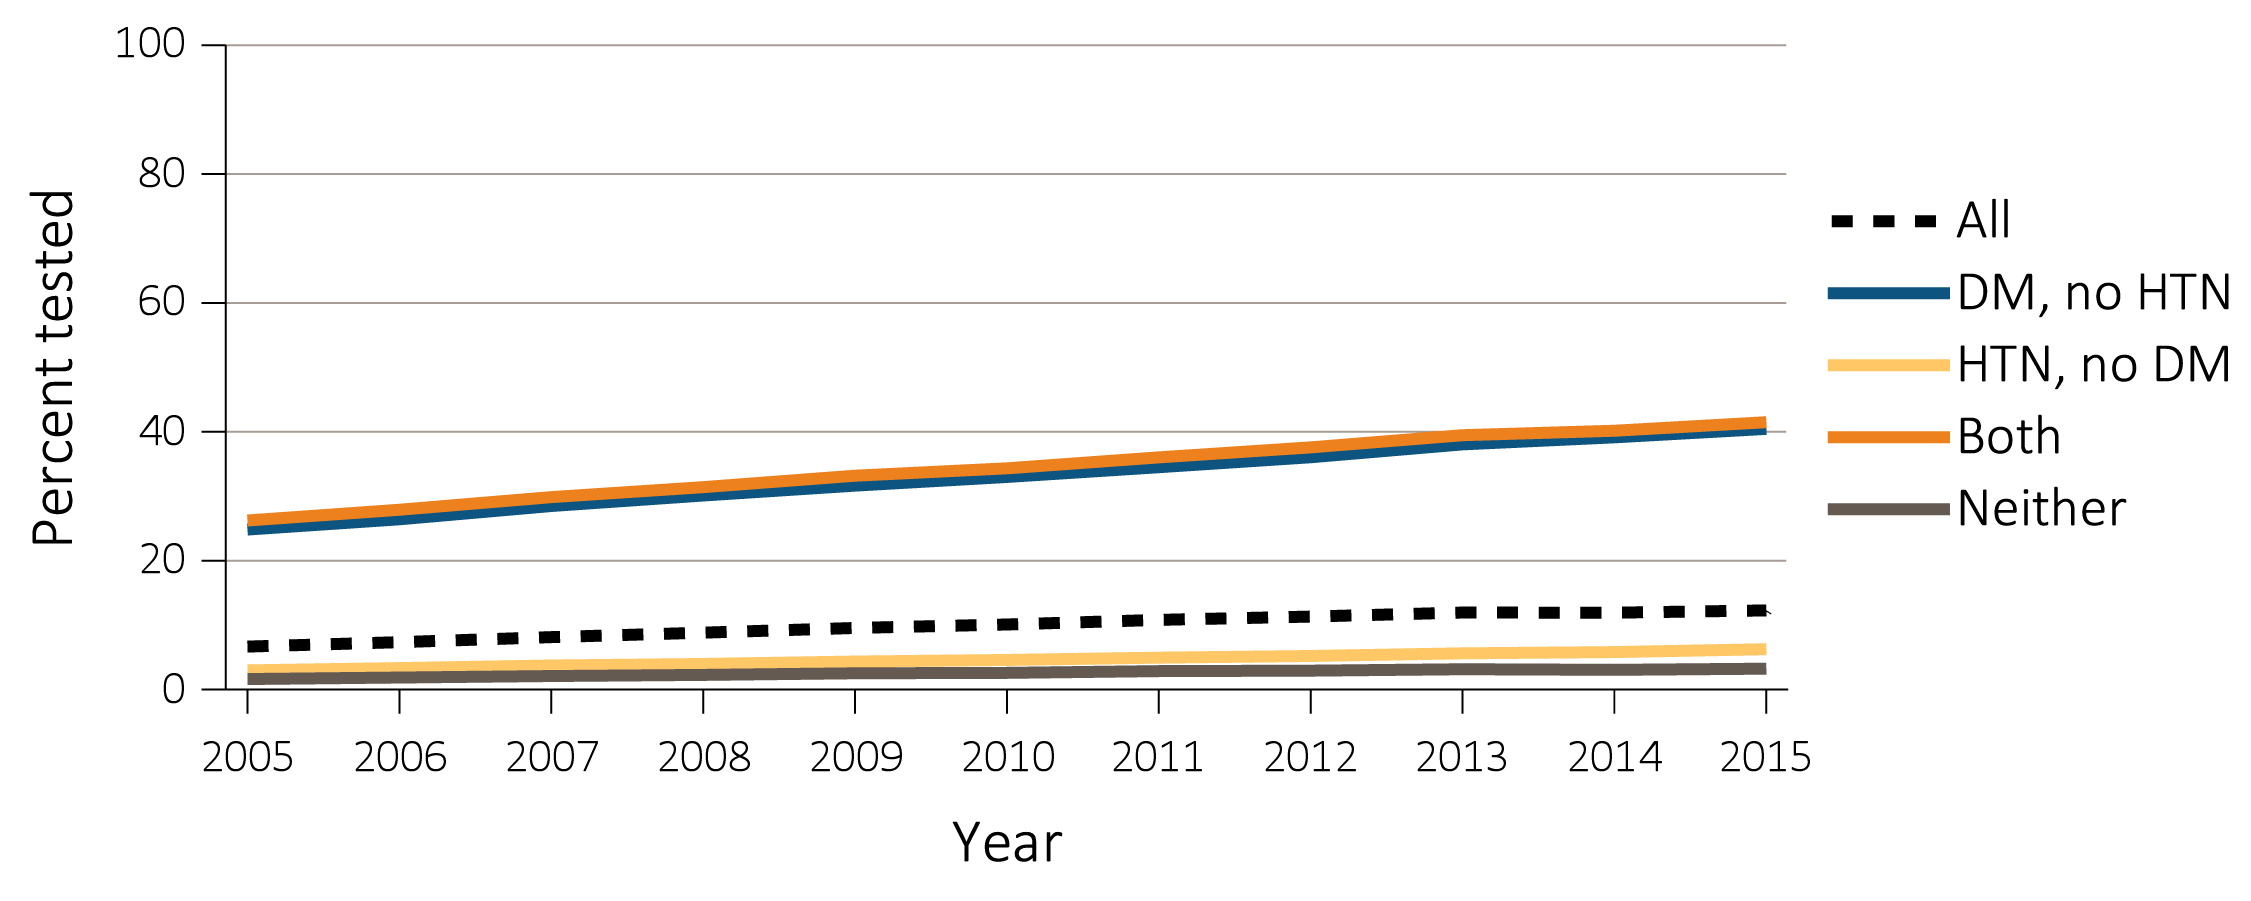 Percent tested
100
80
60
40
20
0
2005 2006 2007 2008 2009 2010 2011 2012 2013 2014 2015
Year
All
DM, no HTN
HTN, no DM
Both
Neither